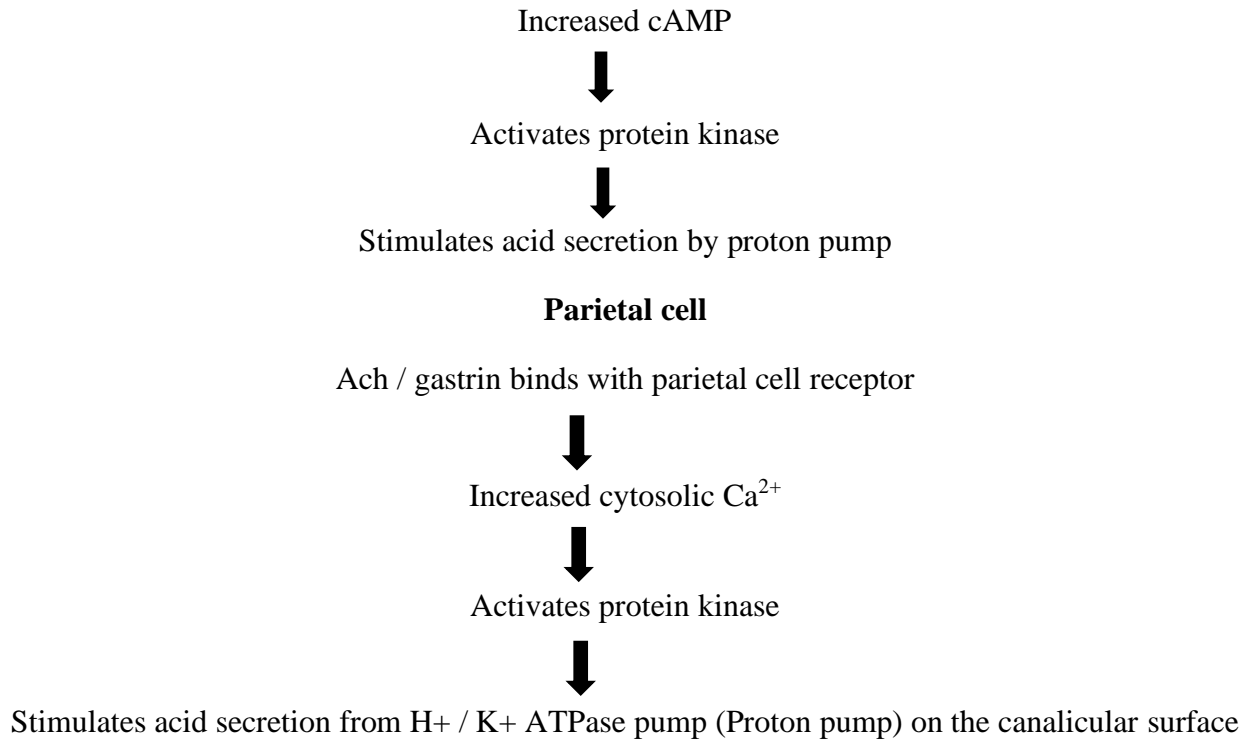 Increased cAMP
Activates protein kinase
Stimulates acid secretion by proton pump
Parietal cell
Ach / gastrin binds with parietal cell receptor
Increased cytosolic Ca²⁺
Activates protein kinase
Stimulates acid secretion from H+ / K+ ATPase pump (Proton pump) on the canalicular surface